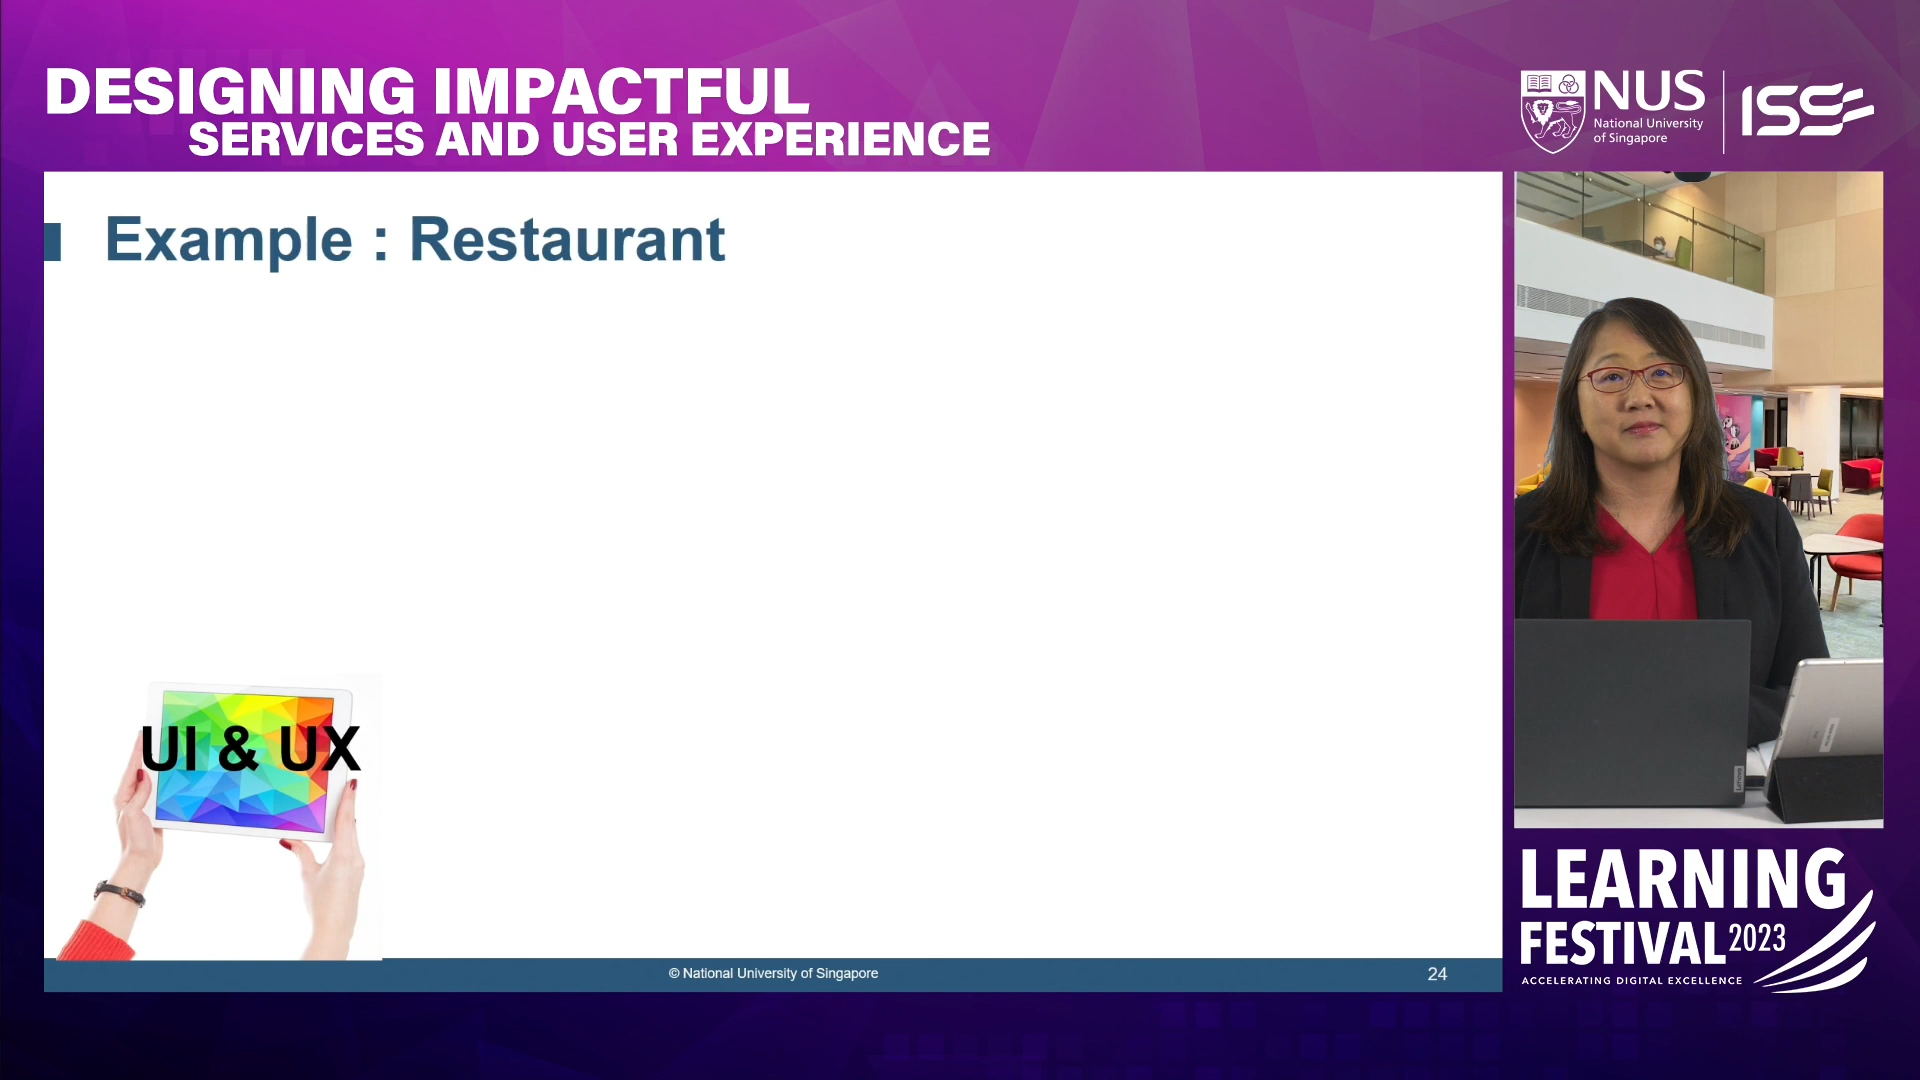 DESIGNING IMPACTFUL
SERVICES AND USER EXPERIENCE
NUS
National University
of Singapore
ISS
Example : Restaurant
UI & UX
Lenovo
© National University of Singapore
24
LEARNING
FESTIVAL 2023
ACCELERATING DIGITAL EXCELLENCE